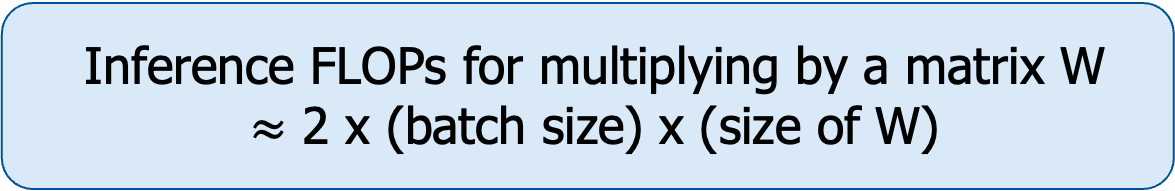 Inference FLOPs for multiplying by a matrix W
≈ 2 x (batch size) x (size of W)